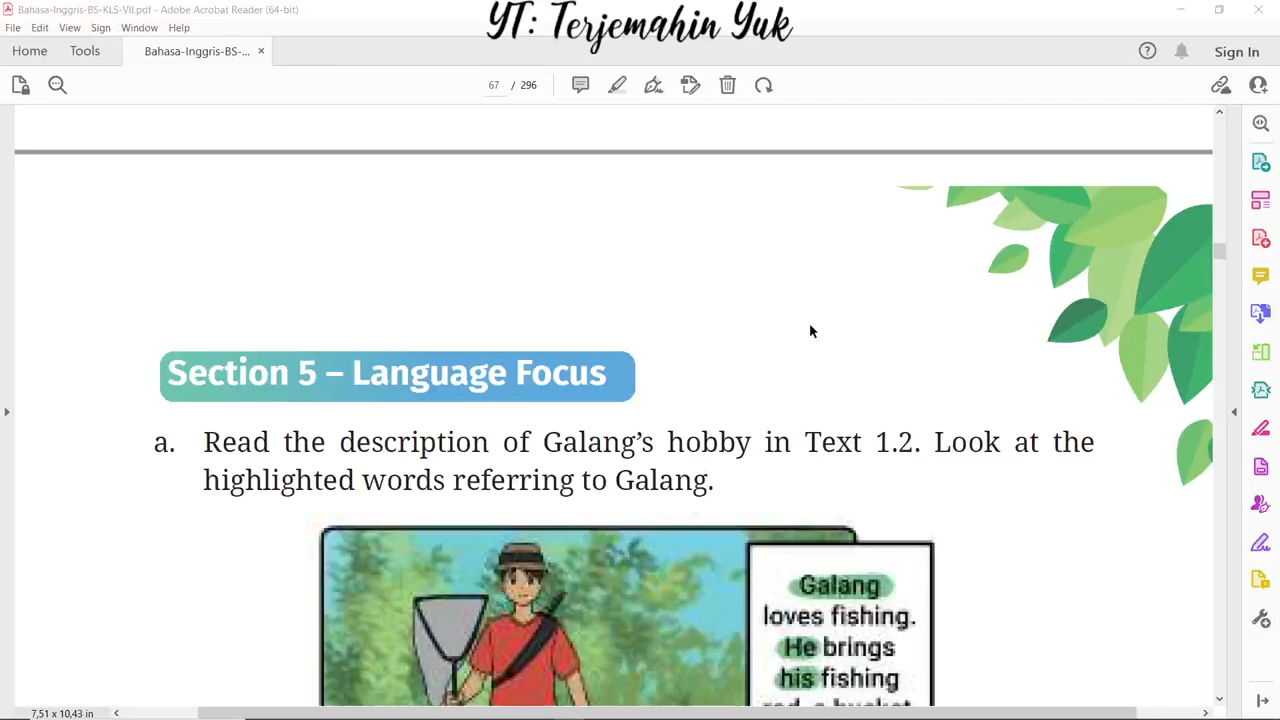 Bahasa-Inggris-BS-KLS-VII.pdf - Adobe Acrobat Reader (64-bit)
YT: Terjemahin Yuk
File Edit View Sign Window Help
Home Tools Bahasa-Inggris-BS-... × Sign In
67 / 296
Section 5 – Language Focus
a. Read the description of Galang's hobby in Text 1.2. Look at the
highlighted words referring to Galang.
Galang
loves fishing.
He brings
his fishing
rod, a bucket
7,51 x 10,43 in